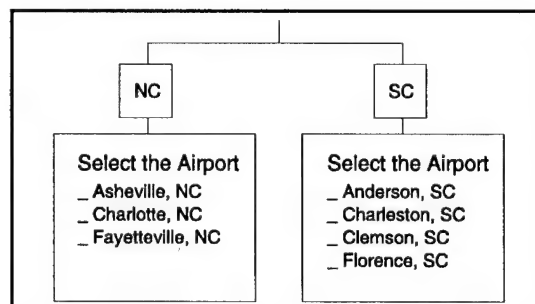 NC
SC
Select the Airport
_ Asheville, NC
_ Charlotte, NC
_ Fayetteville, NC
Select the Airport
_ Anderson, SC
_ Charleston, SC
_ Clemson, SC
_ Florence, SC